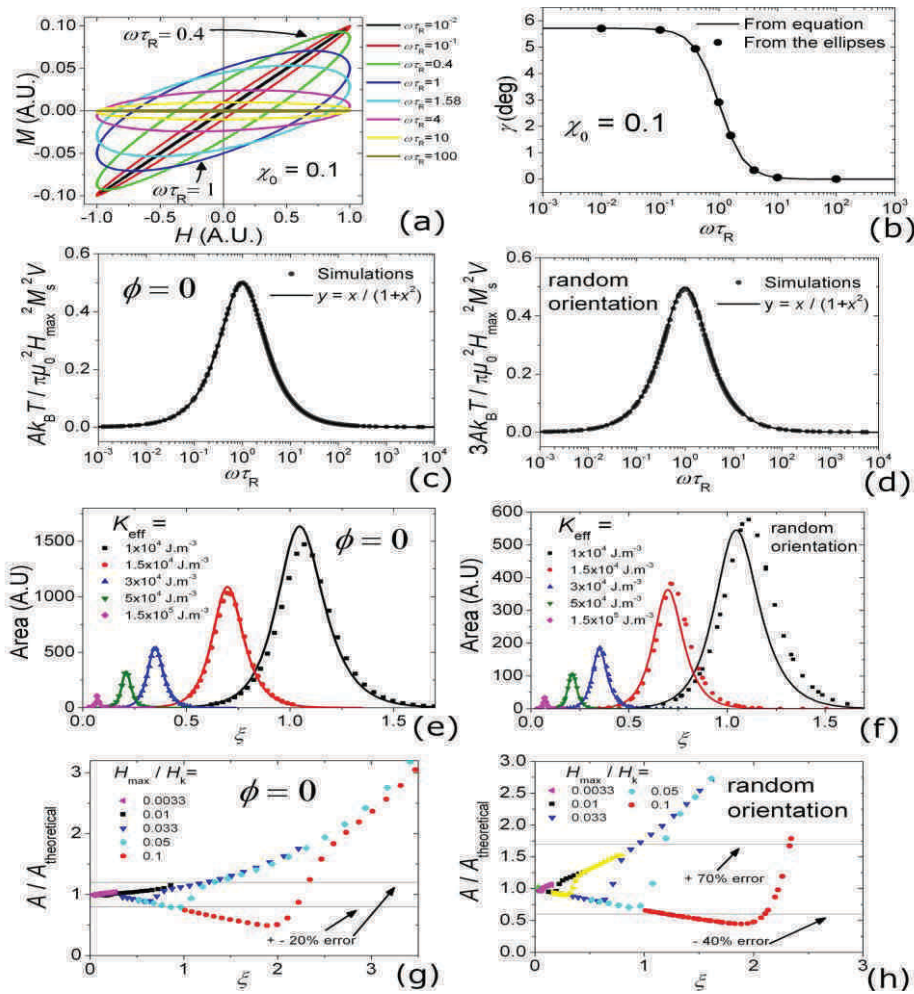 M (A.U.)
0.10
0.05
0.00
-0.05
-0.10
ωτR = 0.4
ωτR = 1
χ0 = 0.1
ωτR=10⁻²
ωτR=10⁻¹
ωτR=0.4
ωτR=1
ωτR=1.58
ωτR=4
ωτR=10
ωτR=100
-1.0 -0.5 0.0 0.5 1.0
H (A.U.)
(a)
γ(deg)
6
5
4
3
2
1
0
From equation
From the ellipses
χ0 = 0.1
10⁻³ 10⁻² 10⁻¹ 10⁰ 10¹ 10² 10³
ωτR
(b)
AkBT / πμ0²Hmax²Ms²V
0.6
0.4
0.2
0.0
ϕ = 0
Simulations
y = x / (1+x²)
10⁻³ 10⁻² 10⁻¹ 10⁰ 10¹ 10² 10³ 10⁴
ωτR
(c)
3AkBT / πμ0²Hmax²Ms²V
0.6
0.4
0.2
0.0
random
orientation
Simulations
y = x / (1+x²)
10⁻³ 10⁻² 10⁻¹ 10⁰ 10¹ 10² 10³ 10⁴
ωτR
(d)
Area (A.U)
1500
1000
500
0
Keff =
1x10⁴ J.m⁻³
1.5x10⁴ J.m⁻³
3x10⁴ J.m⁻³
5x10⁴ J.m⁻³
1.5x10⁵ J.m⁻³
ϕ = 0
0.0 0.5 1.0 1.5
ξ
(e)
Area (A.U)
600
500
400
300
200
100
0
Keff =
1x10⁴ J.m⁻³
1.5x10⁴ J.m⁻³
3x10⁴ J.m⁻³
5x10⁴ J.m⁻³
1.5x10⁵ J.m⁻³
random
orientation
0.0 0.5 1.0 1.5
ξ
(f)
A / Atheoretical
3
2
1
0
Hmax / Hk=
0.0033
0.01
0.033
0.05
0.1
ϕ = 0
+ - 20% error
0 1 2 3
ξ
(g)
A / Atheoretical
3.0
2.5
2.0
1.5
1.0
0.5
0.0
Hmax / Hk=
0.0033
0.01
0.033
0.05
0.1
random
orientation
+ 70% error
- 40% error
0 1 2 3
ξ
(h)